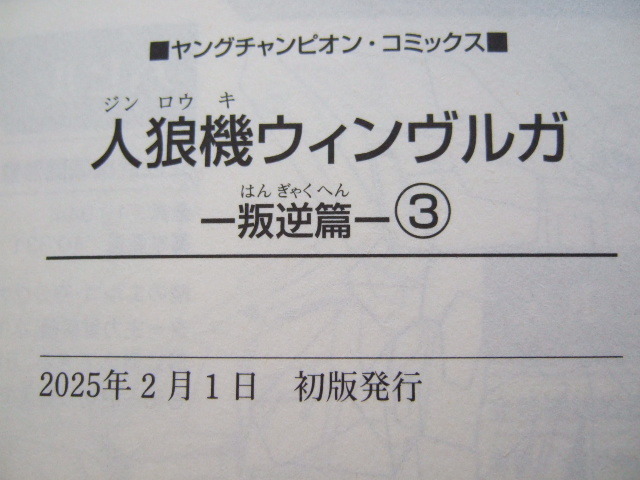 ■ヤングチャンピオン・コミックス■
ジン ロウ キ
人狼機ウィンヴルガ
はん ぎゃく へん
―叛逆篇―③
2025年2月1日　初版発行